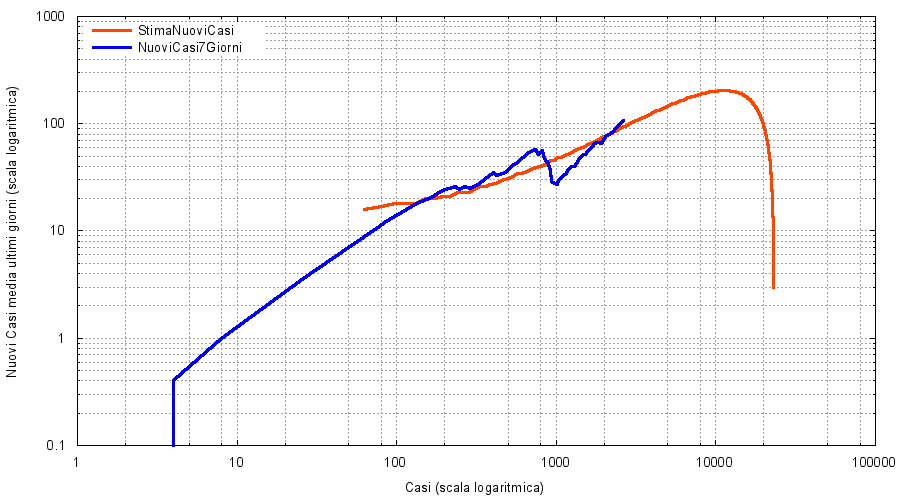 1000
100
10
1
0.1
Nuovi Casi media ultimi giorni (scala logaritmica)
StimaNuoviCasi
NuoviCasi7Giorni
1 10 100 1000 10000 100000
Casi (scala logaritmica)